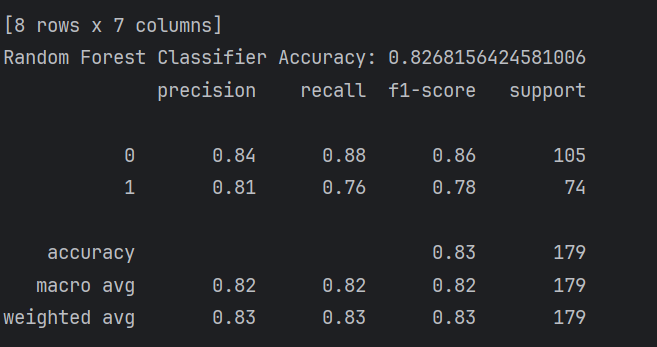 [8 rows x 7 columns]
Random Forest Classifier Accuracy: 0.8268156424581006
              precision    recall  f1-score   support

           0       0.84      0.88      0.86       105
           1       0.81      0.76      0.78        74

    accuracy                           0.83       179
   macro avg       0.82      0.82      0.82       179
weighted avg       0.83      0.83      0.83       179